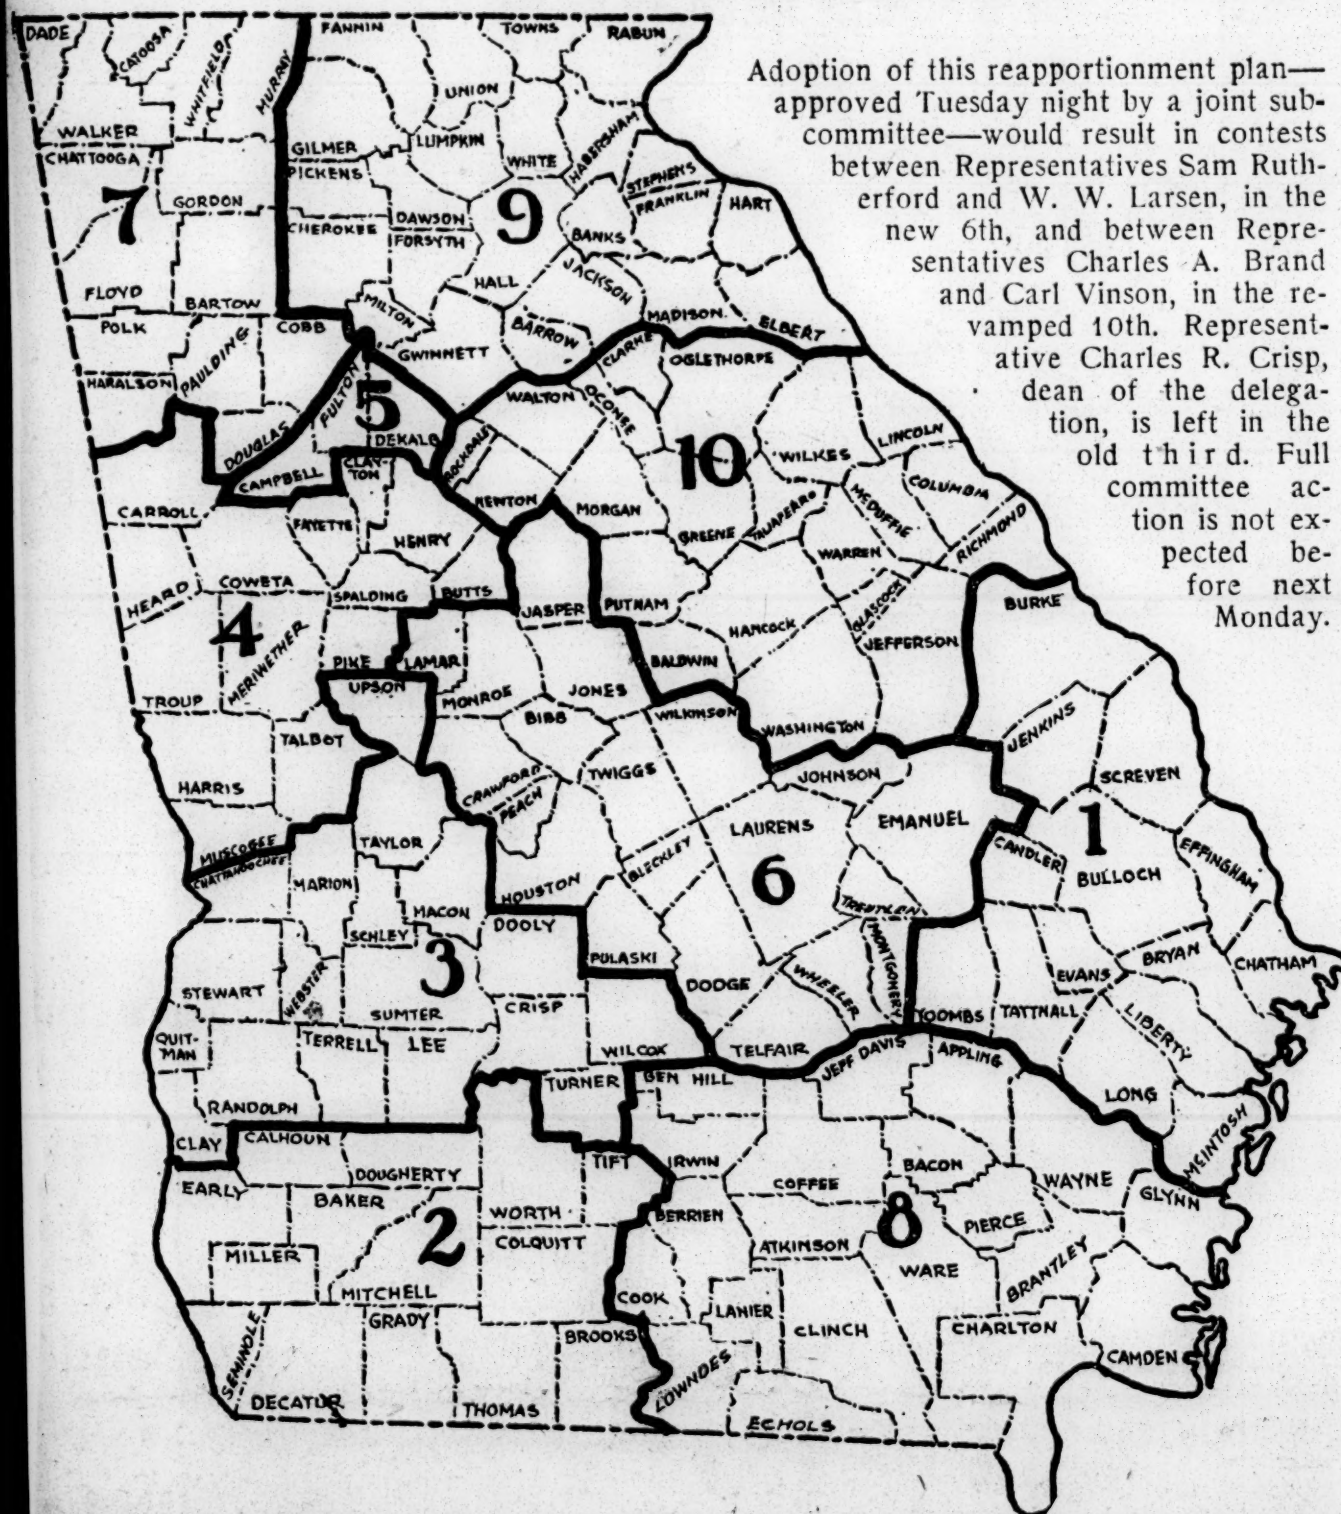 Adoption of this reapportionment plan—
approved Tuesday night by a joint sub-
committee—would result in contests
between Representatives Sam Ruth-
erford and W. W. Larsen, in the
new 6th, and between Repre-
sentatives Charles A. Brand
and Carl Vinson, in the re-
vamped 10th. Represent-
ative Charles R. Crisp,
dean of the delega-
tion, is left in the
old third. Full
committee ac-
tion is not ex-
pected be-
fore next
Monday.
DADE
CATOOSA
WHITFIELD
MURRAY
FANNIN
TOWNS
RABUN
UNION
WALKER
CHATTOOGA
GILMER
LUMPKIN
WHITE
HABERSHAM
PICKENS
STEPHENS
FRANKLIN
HART
7
GORDON
9
DAWSON
FORSYTH
CHEROKEE
BANKS
FLOYD
BARTOW
HALL
JACKSON
MADISON
ELBERT
POLK
PAULDING
COBB
MILTON
GWINNETT
BARROW
CLARKE
OGLETHORPE
HARALSON
DOUGLAS
FULTON
5
DEKALB
WALTON
OCONEE
10
WILKES
LINCOLN
CAMPBELL
CLAY-
TON
ROCKDALE
NEWTON
MORGAN
COLUMBIA
MCDUFFIE
RICHMOND
CARROLL
FAYETTE
HENRY
GREENE
TALIAFERRO
WARREN
HEARD
COWETA
SPALDING
BUTTS
JASPER
PUTNAM
HANCOCK
GLASCOCK
JEFFERSON
BURKE
4
MERIWETHER
PIKE
LAMAR
BALDWIN
TROUP
UPSON
MONROE
JONES
WILKINSON
WASHINGTON
JENKINS
SCREVEN
TALBOT
BIBB
HARRIS
CRAWFORD
PEACH
TWIGGS
JOHNSON
MUSCOGEE
CHATTAHOOCHEE
TAYLOR
LAURENS
EMANUEL
1
CANDLER
BULLOCH
EFFINGHAM
MARION
BLECKLEY
6
MACON
HOUSTON
TREUTLEN
SCHLEY
3
DOOLY
PULASKI
MONTGOMERY
STEWART
WEBSTER
SUMTER
CRISP
DODGE
WHEELER
EVANS
BRYAN
CHATHAM
TOOMBS
TATTNALL
LIBERTY
QUIT-
MAN
TERRELL
LEE
WILCOX
TELFAIR
JEFF DAVIS
APPLING
RANDOLPH
TURNER
BEN HILL
LONG
MCINTOSH
CLAY
CALHOUN
DOUGHERTY
TIFT
IRWIN
COFFEE
BACON
WAYNE
GLYNN
EARLY
BAKER
2
WORTH
COLQUITT
BERRIEN
8
PIERCE
ATKINSON
WARE
BRANTLEY
MILLER
MITCHELL
GRADY
COOK
LANIER
CLINCH
CHARLTON
SEMINOLE
BROOKS
CAMDEN
DECATUR
THOMAS
LOWNDES
ECHOLS